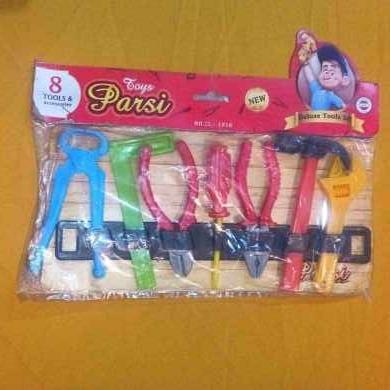 8
TOOLS &
Accessories
Toys
Parsi
NEW
Deluxe Tools Set